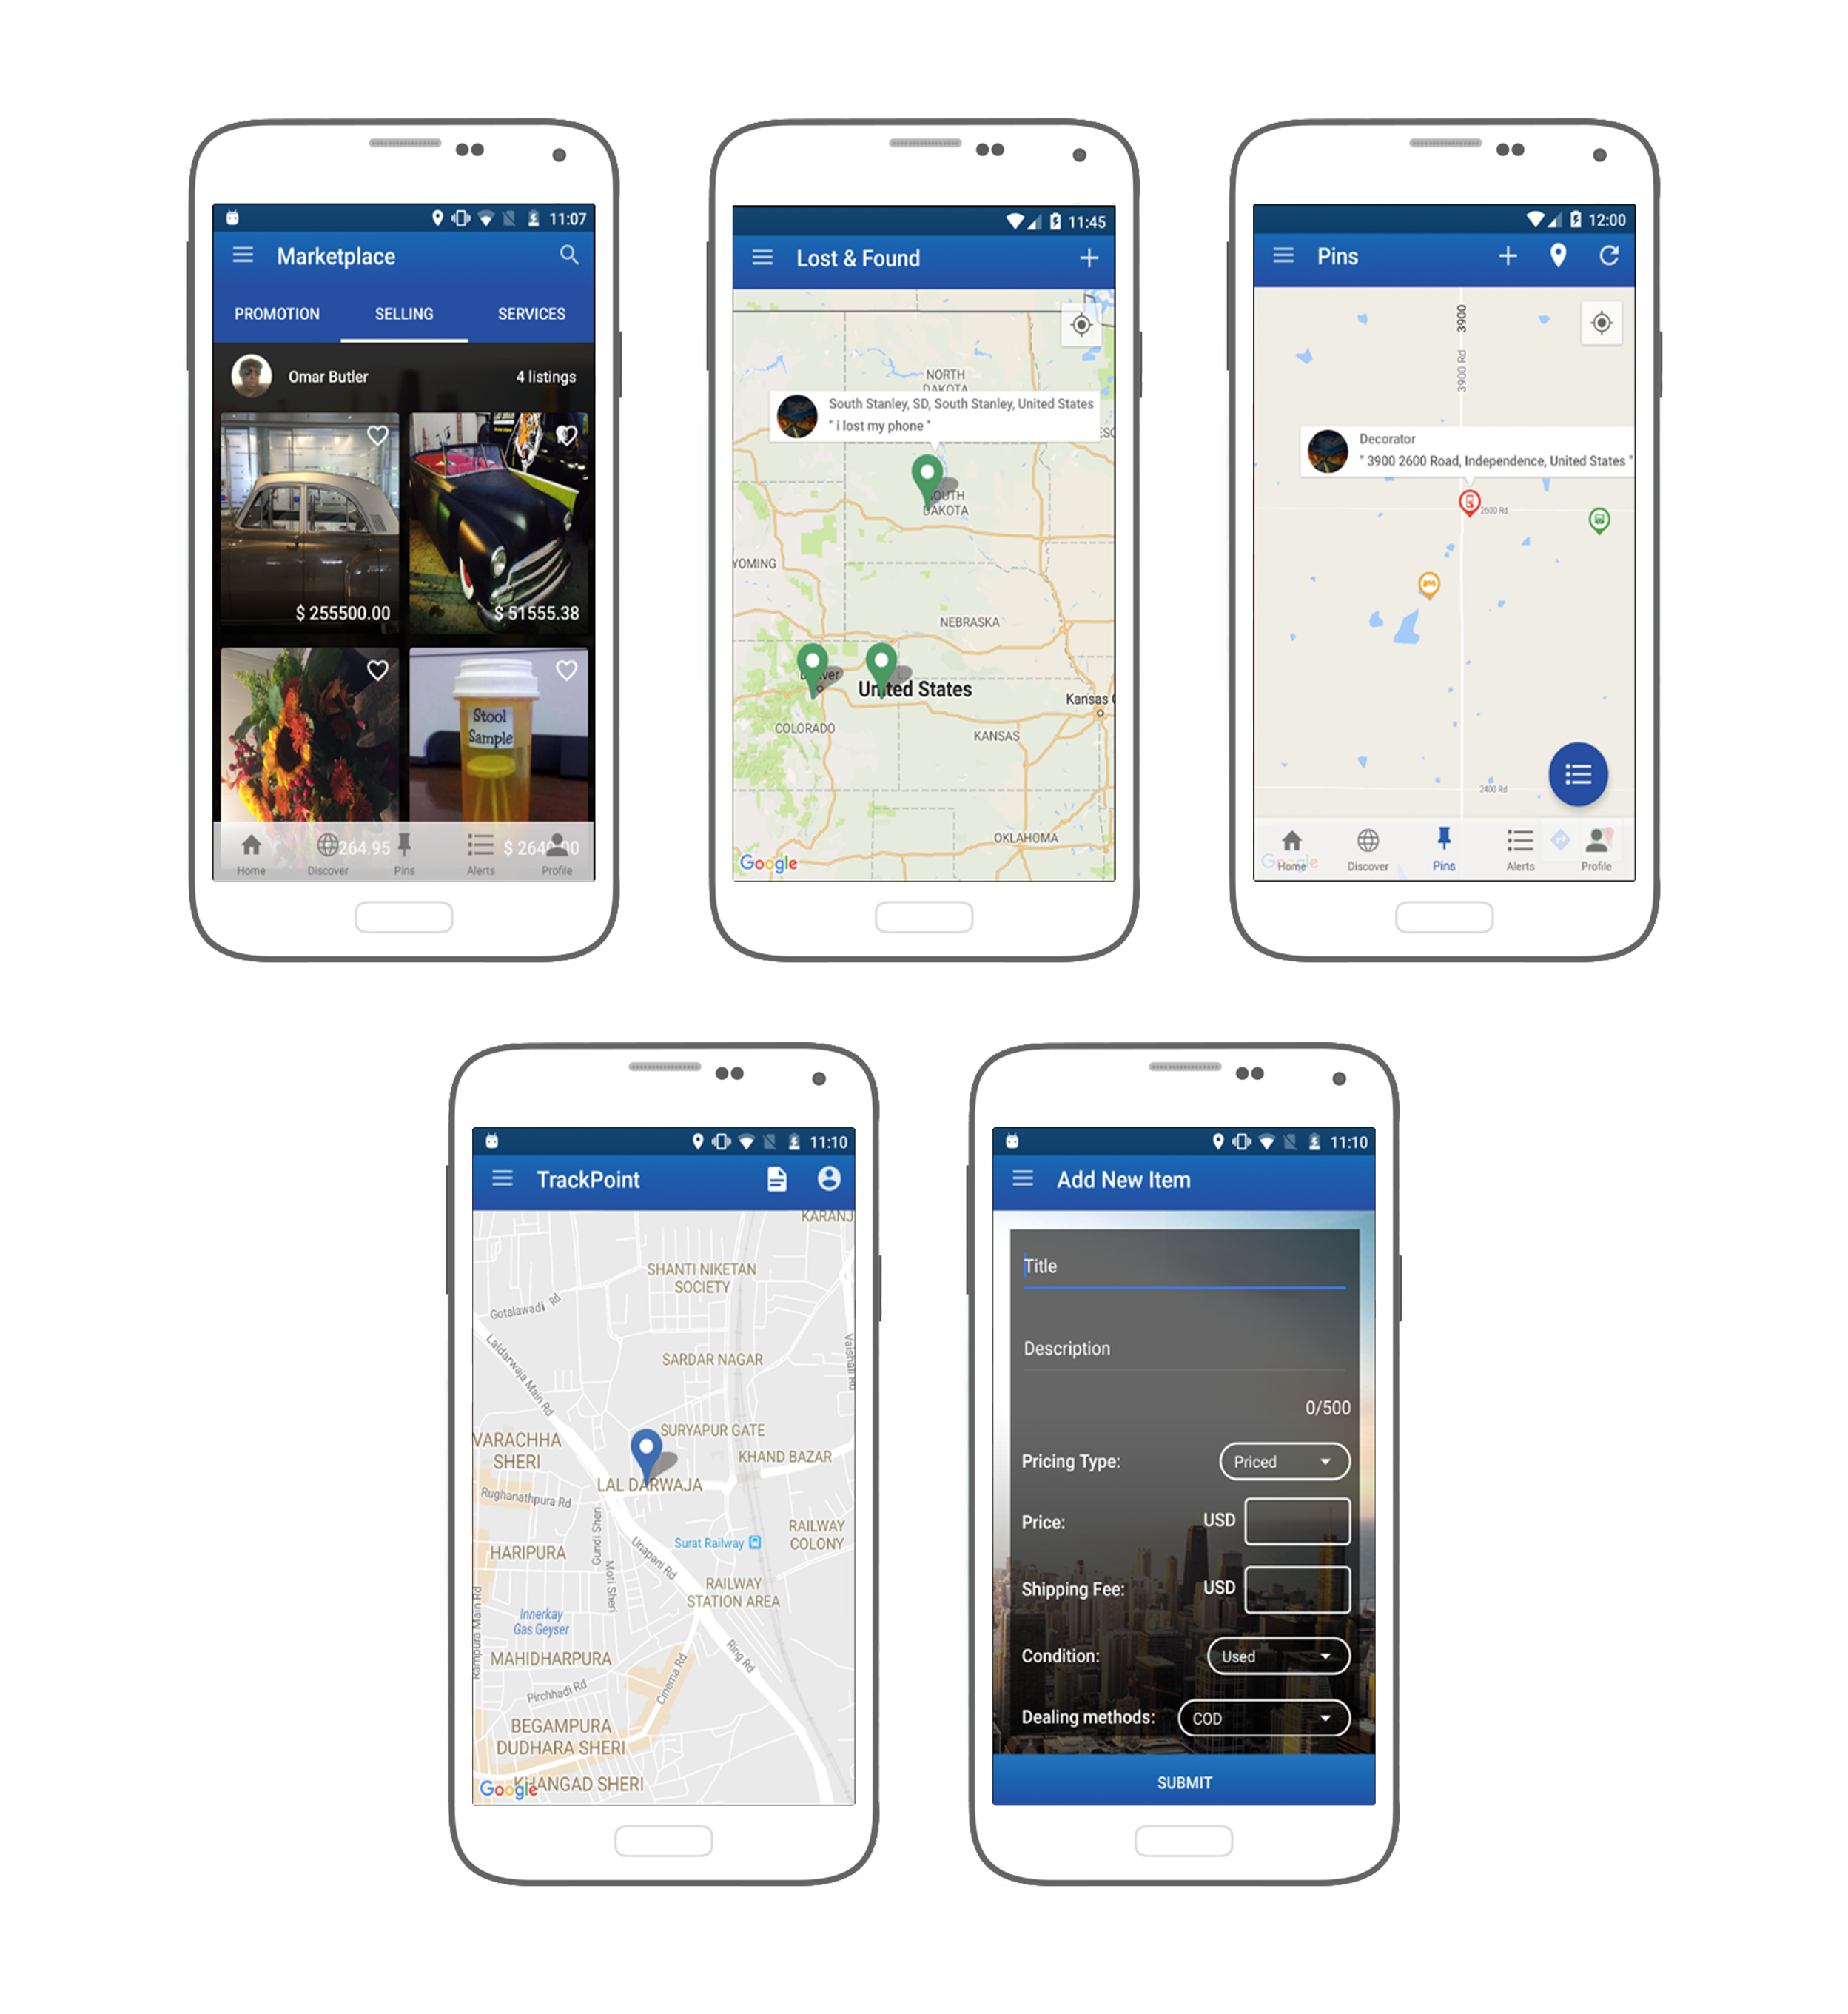 11:07
Marketplace
PROMOTION SELLING SERVICES
Omar Butler 4 listings
$ 255500.00 $ 51555.38
Stool
Sample
264.95 $ 2640.00
Home Discover Pins Alerts Profile
11:45
Lost & Found
NORTH
DAKOTA
South Stanley, SD, South Stanley, United States
" i lost my phone "
SOUTH
DAKOTA
YOMING
NEBRASKA
Denver
United States
Kansas
COLORADO
KANSAS
OKLAHOMA
Google
12:00
Pins
3900
3900 Rd
Decorator
" 3900 2600 Road, Independence, United States "
2600 Rd
2400 Rd
Google
Home Discover Pins Alerts Profile
11:10
TrackPoint
KARANJ
SHANTI NIKETAN
SOCIETY
Gotalawadi Rd
Laldarwaja Main Rd
Vaishali Rd
SARDAR NAGAR
SURYAPUR GATE
VARACHHA
SHERI
KHAND BAZAR
LAL DARWAJA
Rughanathpura Rd
Gundi Sheri
Unapani Rd
Surat Railway
RAILWAY
COLONY
HARIPURA
Moti Sheri
RAILWAY
STATION AREA
Rampura Main Rd
Innerkay
Gas Geyser
MAHIDHARPURA
Ring Rd
Cinema Rd
Pirchhadi Rd
BEGAMPURA
DUDHARA SHERI
KHANGAD SHERI
Google
11:10
Add New Item
Title
Description
0/500
Pricing Type: Priced
Price: USD
Shipping Fee: USD
Condition: Used
Dealing methods: COD
SUBMIT